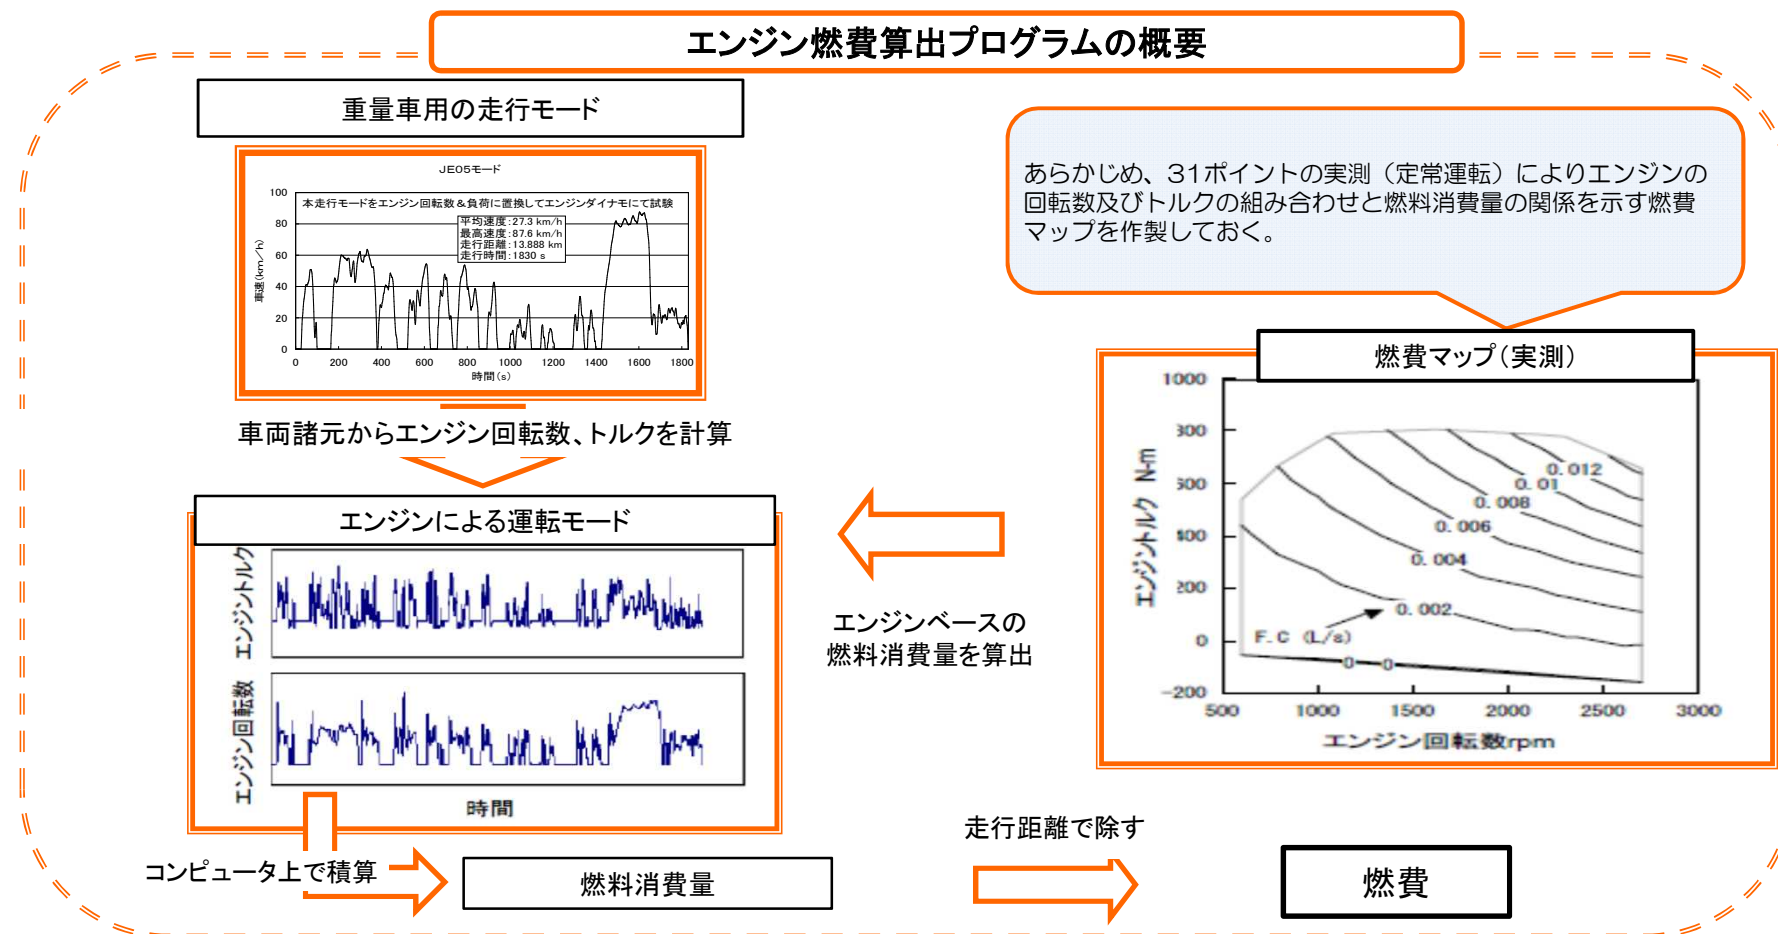 エンジン燃費算出プログラムの概要
重量車用の走行モード
JE05モード
本走行モードをエンジン回転数＆負荷に置換してエンジンダイナモにて試験
平均速度:27.3 km/h
最高速度:87.6 km/h
走行距離:13.888 km
走行時間:1830 s
車速(km/h)
100
80
60
40
20
0
0 200 400 600 800 1000 1200 1400 1600 1800
時間(s)
車両諸元からエンジン回転数、トルクを計算
エンジンによる運転モード
エンジントルク
エンジン回転数
時間
コンピュータ上で積算
燃料消費量
エンジンベースの
燃料消費量を算出
走行距離で除す
燃費
あらかじめ、31ポイントの実測（定常運転）によりエンジンの
回転数及びトルクの組み合わせと燃料消費量の関係を示す燃費
マップを作製しておく。
燃費マップ(実測)
エンジントルク N-m
1000
800
600
400
200
0
-200
0.012
0.01
0.008
0.006
0.004
0.002
F.C (L/s)
0 0
500 1000 1500 2000 2500 3000
エンジン回転数rpm